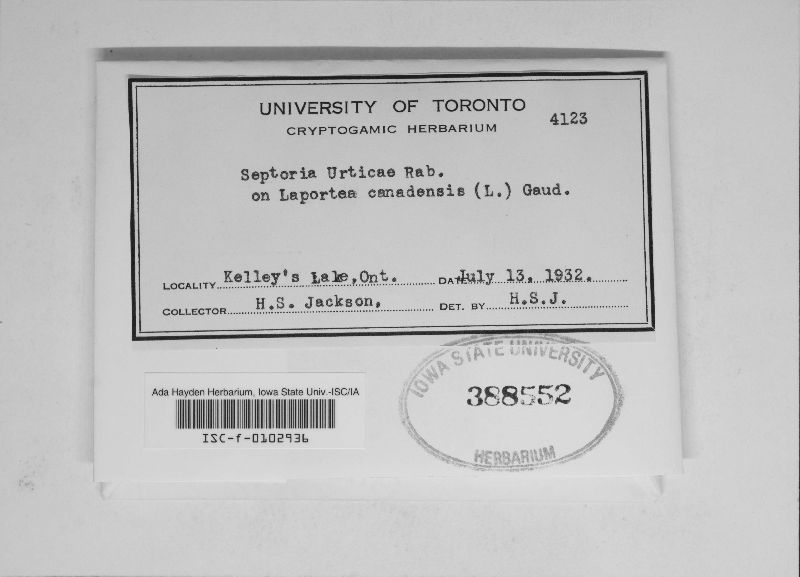 UNIVERSITY OF TORONTO
CRYPTOGAMIC HERBARIUM
4123
Septoria Urticae Rab.
on Laportea canadensis (L.) Gaud.
LOCALITY Kelley's Lake, Ont. DATE July 13, 1932.
COLLECTOR H.S. Jackson, DET. BY H.S.J.
Ada Hayden Herbarium, Iowa State Univ.-ISC/IA
ISC-f-0102936
IOWA STATE UNIVERSITY
388552
HERBARIUM